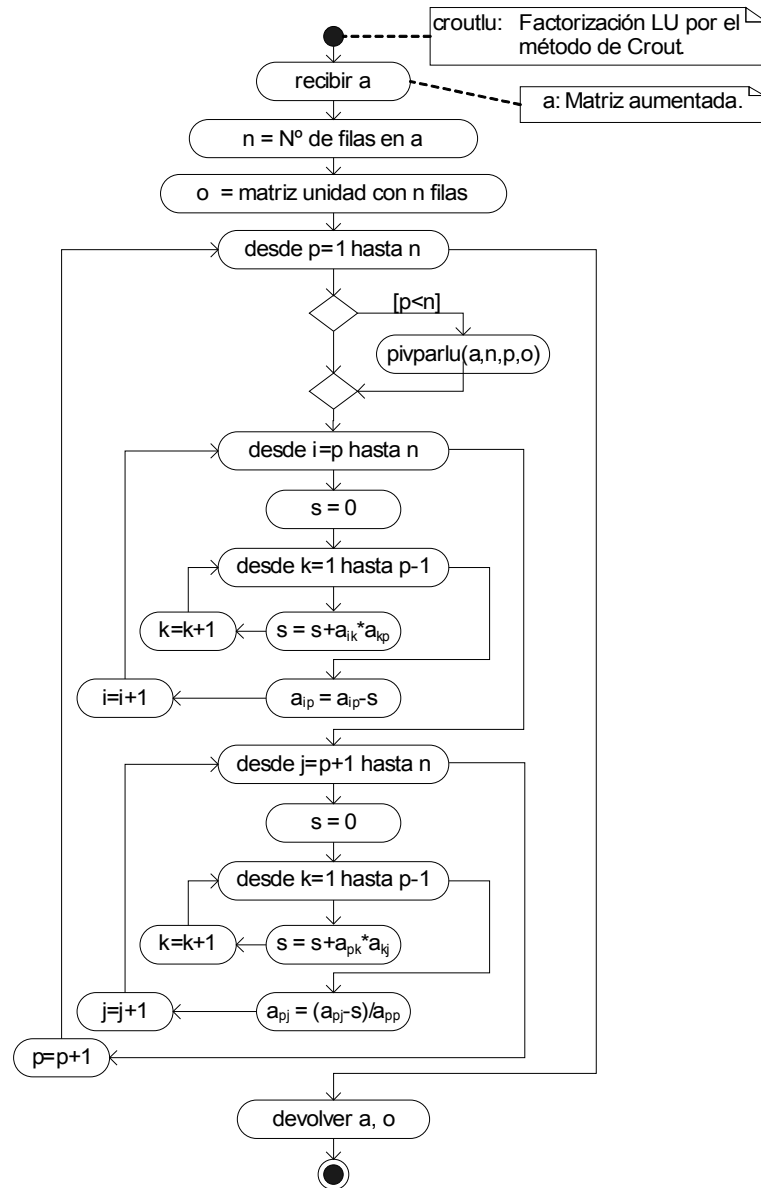 croutlu: Factorización LU por el
método de Crout.
recibir a
a: Matriz aumentada.
n = Nº de filas en a
o = matriz unidad con n filas
desde p=1 hasta n
[p<n]
pivparlu(a,n,p,o)
desde i=p hasta n
s = 0
desde k=1 hasta p-1
k=k+1
s = s+aik*akp
i=i+1
aip = aip-s
desde j=p+1 hasta n
s = 0
desde k=1 hasta p-1
k=k+1
s = s+apk*akj
j=j+1
apj = (apj-s)/app
p=p+1
devolver a, o